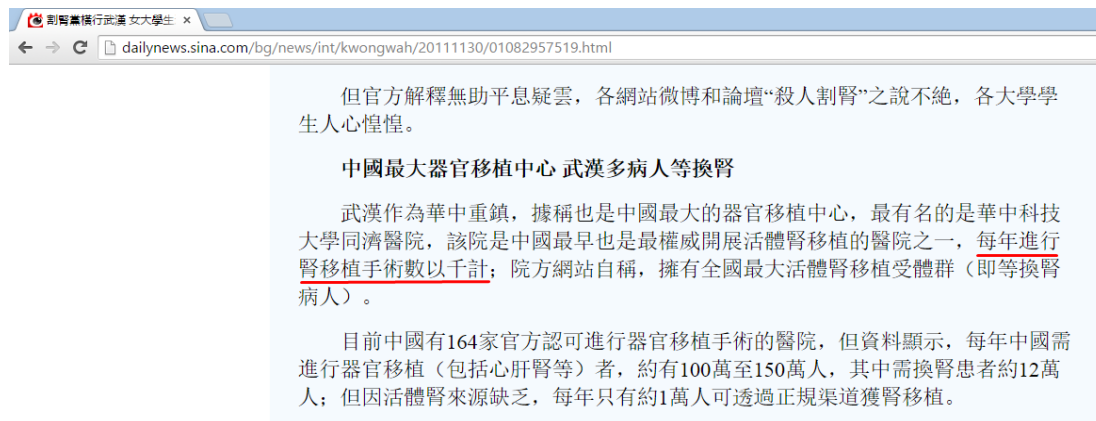 割腎黨橫行武漢 女大學生
dailynews.sina.com/bg/news/int/kwongwah/20111130/01082957519.html
但官方解釋無助平息疑雲，各網站微博和論壇“殺人割腎”之說不絶，各大學學
生人心惶惶。
中國最大器官移植中心 武漢多病人等換腎
武漢作為華中重鎮，據稱也是中國最大的器官移植中心，最有名的是華中科技
大學同濟醫院，該院是中國最早也是最權威開展活體腎移植的醫院之一，每年進行
腎移植手術數以千計；院方網站自稱，擁有全國最大活體腎移植受體群（即等換腎
病人）。
目前中國有164家官方認可進行器官移植手術的醫院，但資料顯示，每年中國需
進行器官移植（包括心肝腎等）者，約有100萬至150萬人，其中需換腎患者約12萬
人；但因活體腎來源缺乏，每年只有約1萬人可透過正規渠道獲腎移植。